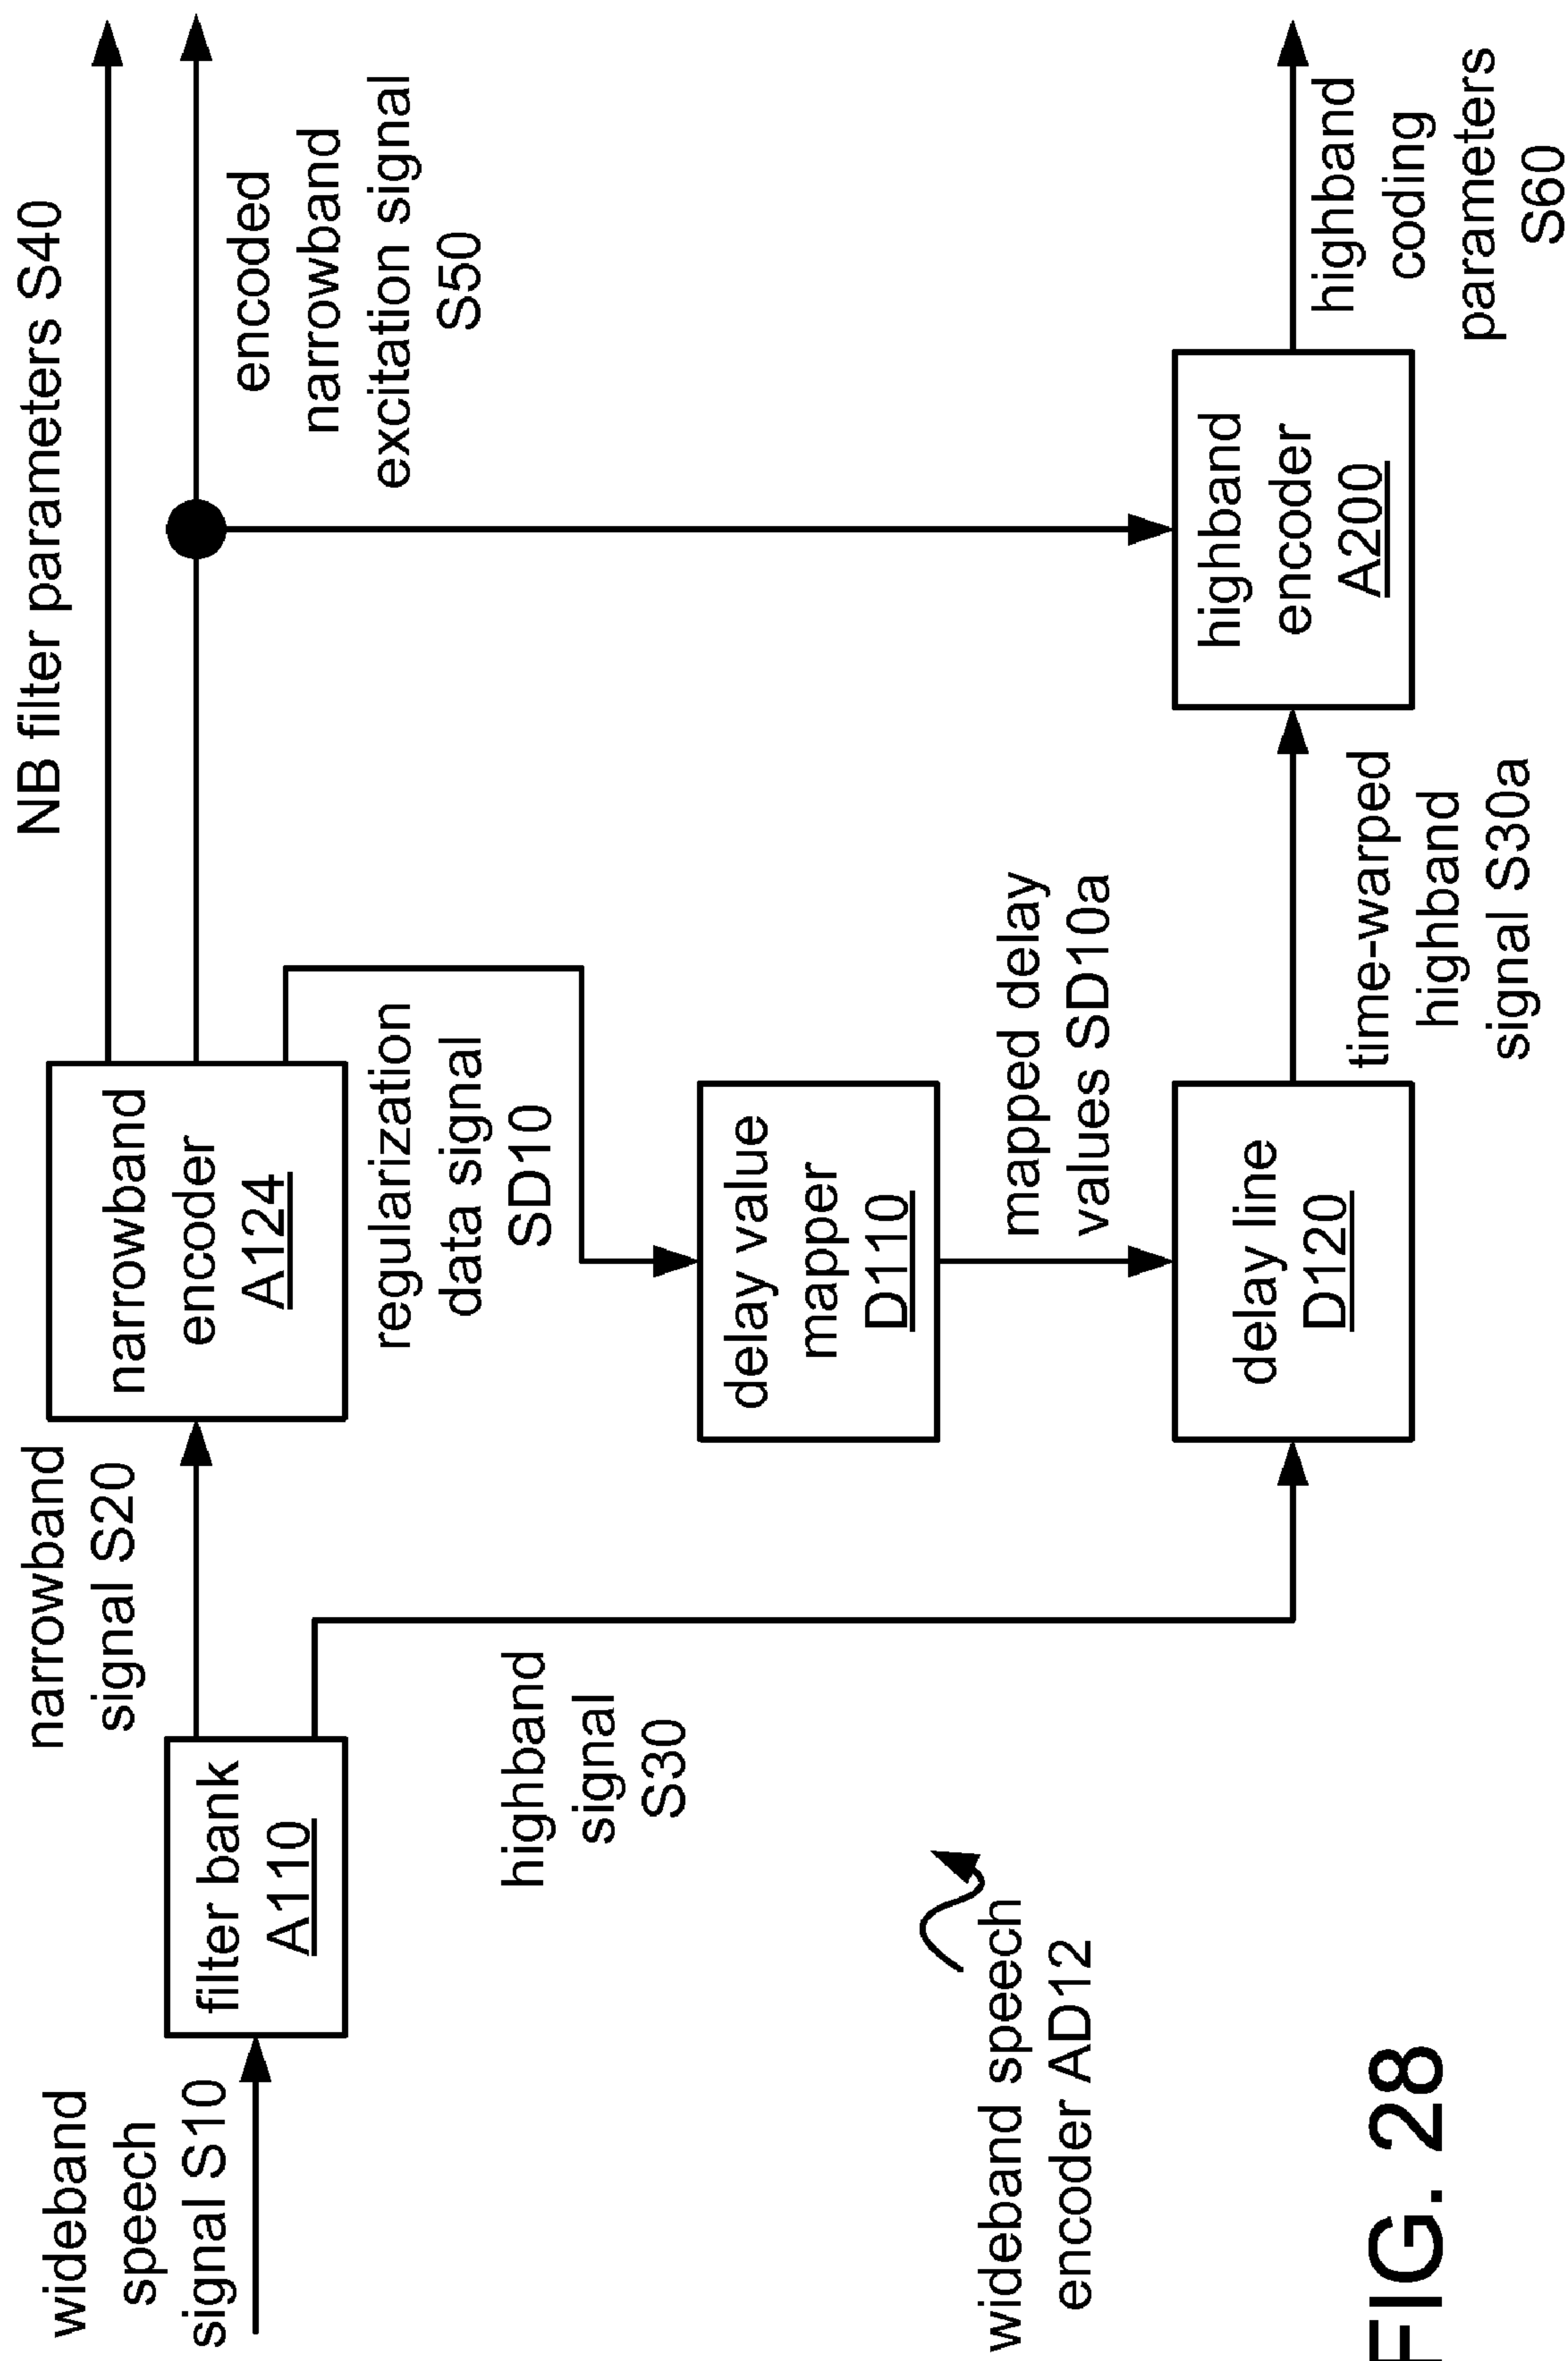 wideband
speech
signal S10
filter bank
A110
narrowband
signal S20
highband
signal
S30
narrowband
encoder
A124
NB filter parameters S40
encoded
narrowband
excitation signal
S50
regularization
data signal
SD10
delay value
mapper
D110
mapped delay
values SD10a
delay line
D120
time-warped
highband
signal S30a
highband
encoder
A200
highband
coding
parameters
S60
wideband speech
encoder AD12
FIG. 28